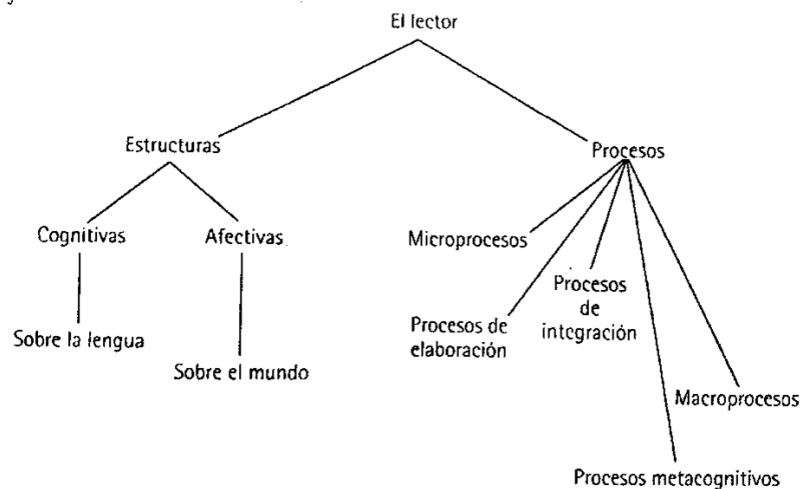 El lector
Estructuras
Procesos
Cognitivas
Afectivas
Sobre la lengua
Sobre el mundo
Microprocesos
Procesos de
elaboración
Procesos
de
integración
Macroprocesos
Procesos metacognitivos